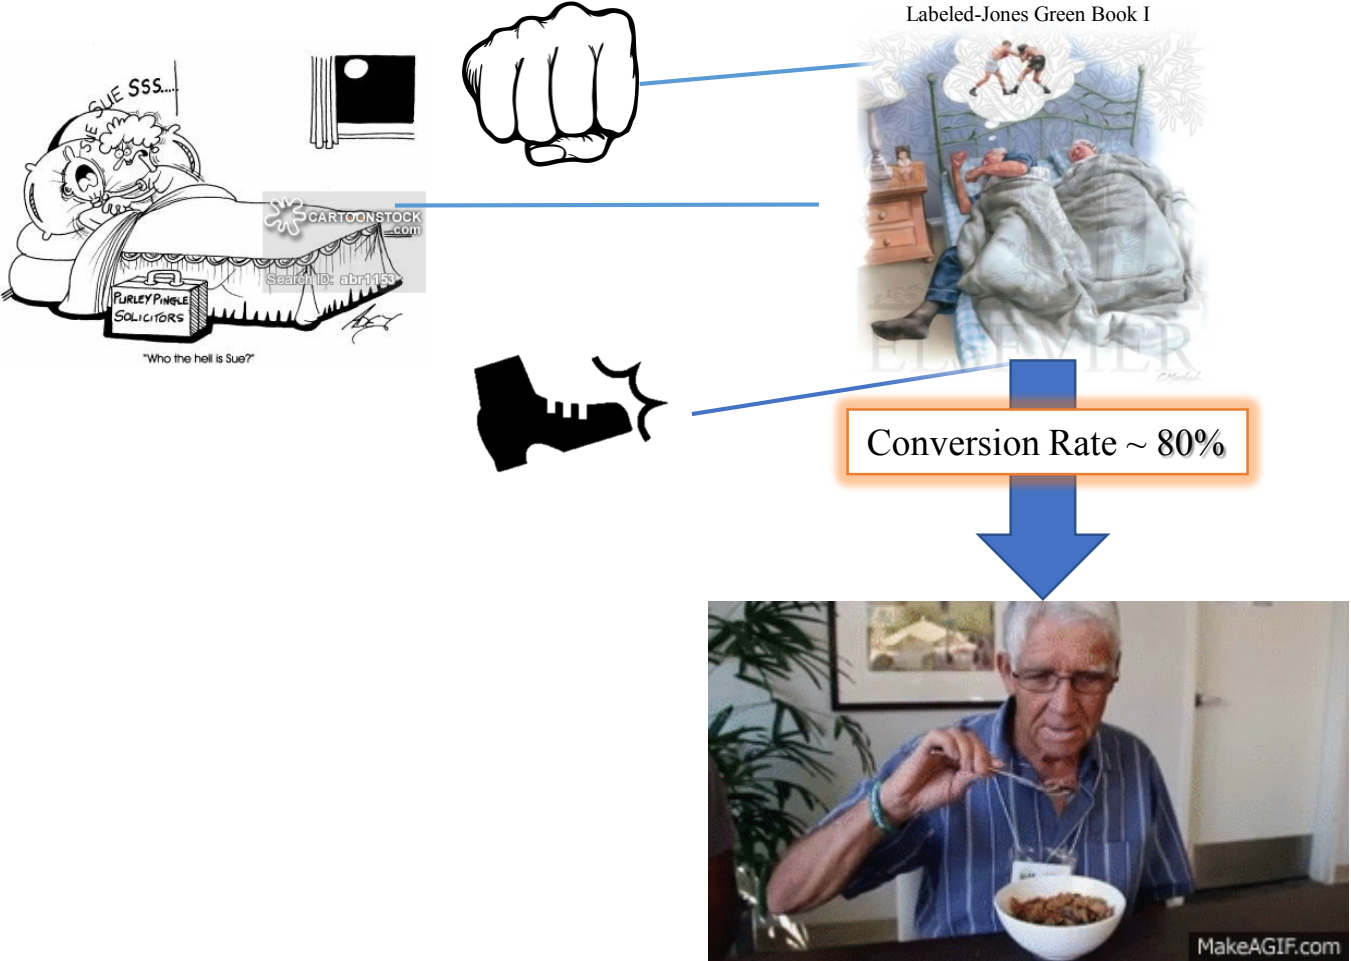 Labeled-Jones Green Book I
SUE SUE SSS....
CARTOONSTOCK
.com
Search ID: abr1153
PURLEY PINGLE
SOLICITORS
"Who the hell is Sue?"
ELSEVIER
Conversion Rate ~ 80%
MakeAGIF.com